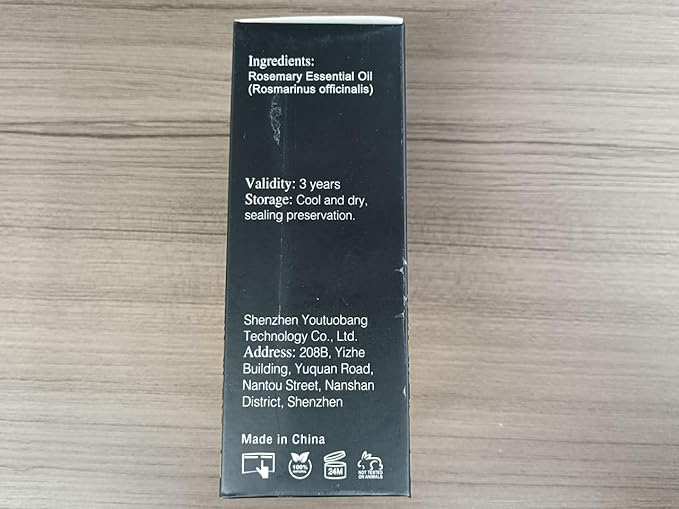 Ingredients:
Rosemary Essential Oil
(Rosmarinus officinalis)
Validity: 3 years
Storage: Cool and dry,
sealing preservation.
Shenzhen Youtuobang
Technology Co., Ltd.
Address: 208B, Yizhe
Building, Yuquan Road,
Nantou Street, Nanshan
District, Shenzhen
Made in China
100%
NATURAL
24M
NOT TESTED
ON ANIMALS